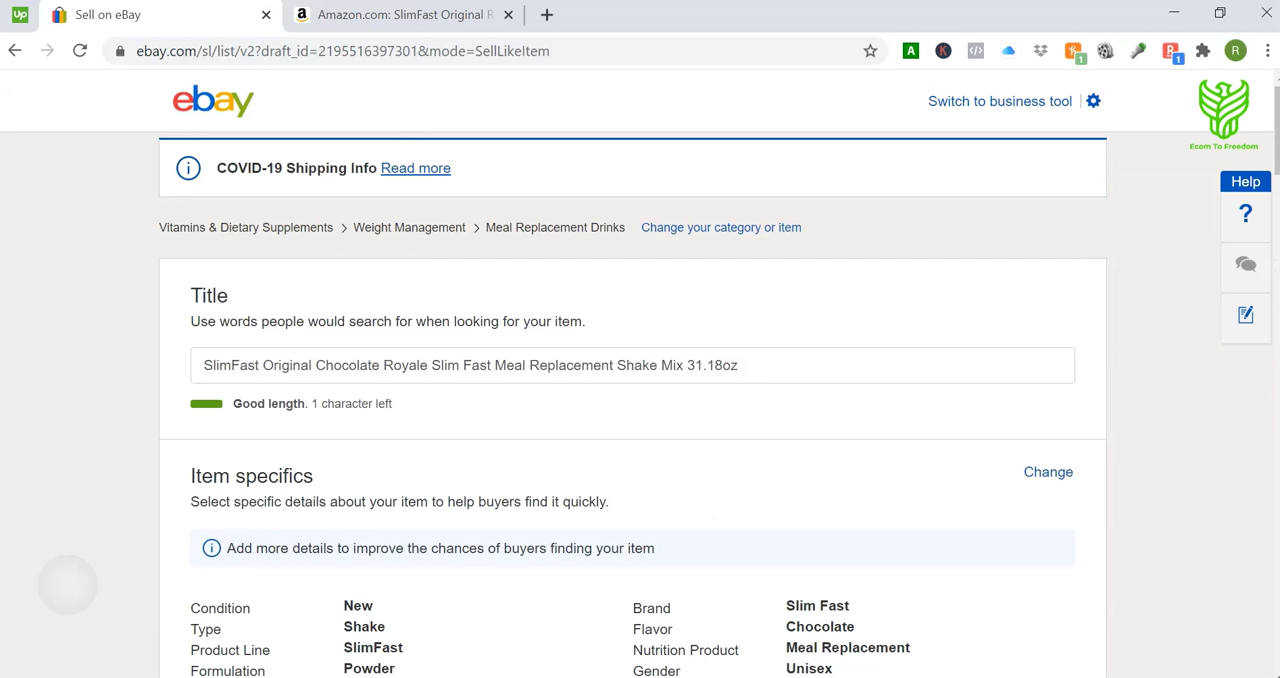 Up
Sell on eBay
a
Amazon.com: SlimFast Original R
ebay.com/sl/list/v2?draft_id=2195516397301&mode=SellLikeItem
A
K
</>
1
R
1
R
ebay
Switch to business tool
Ecom To Freedom
COVID-19 Shipping Info Read more
Help
?
Vitamins & Dietary Supplements > Weight Management > Meal Replacement Drinks Change your category or item
Title
Use words people would search for when looking for your item.
SlimFast Original Chocolate Royale Slim Fast Meal Replacement Shake Mix 31.18oz
Good length. 1 character left
Item specifics
Change
Select specific details about your item to help buyers find it quickly.
Add more details to improve the chances of buyers finding your item
Condition New Brand Slim Fast
Type Shake Flavor Chocolate
Product Line SlimFast Nutrition Product Meal Replacement
Formulation Powder Gender Unisex